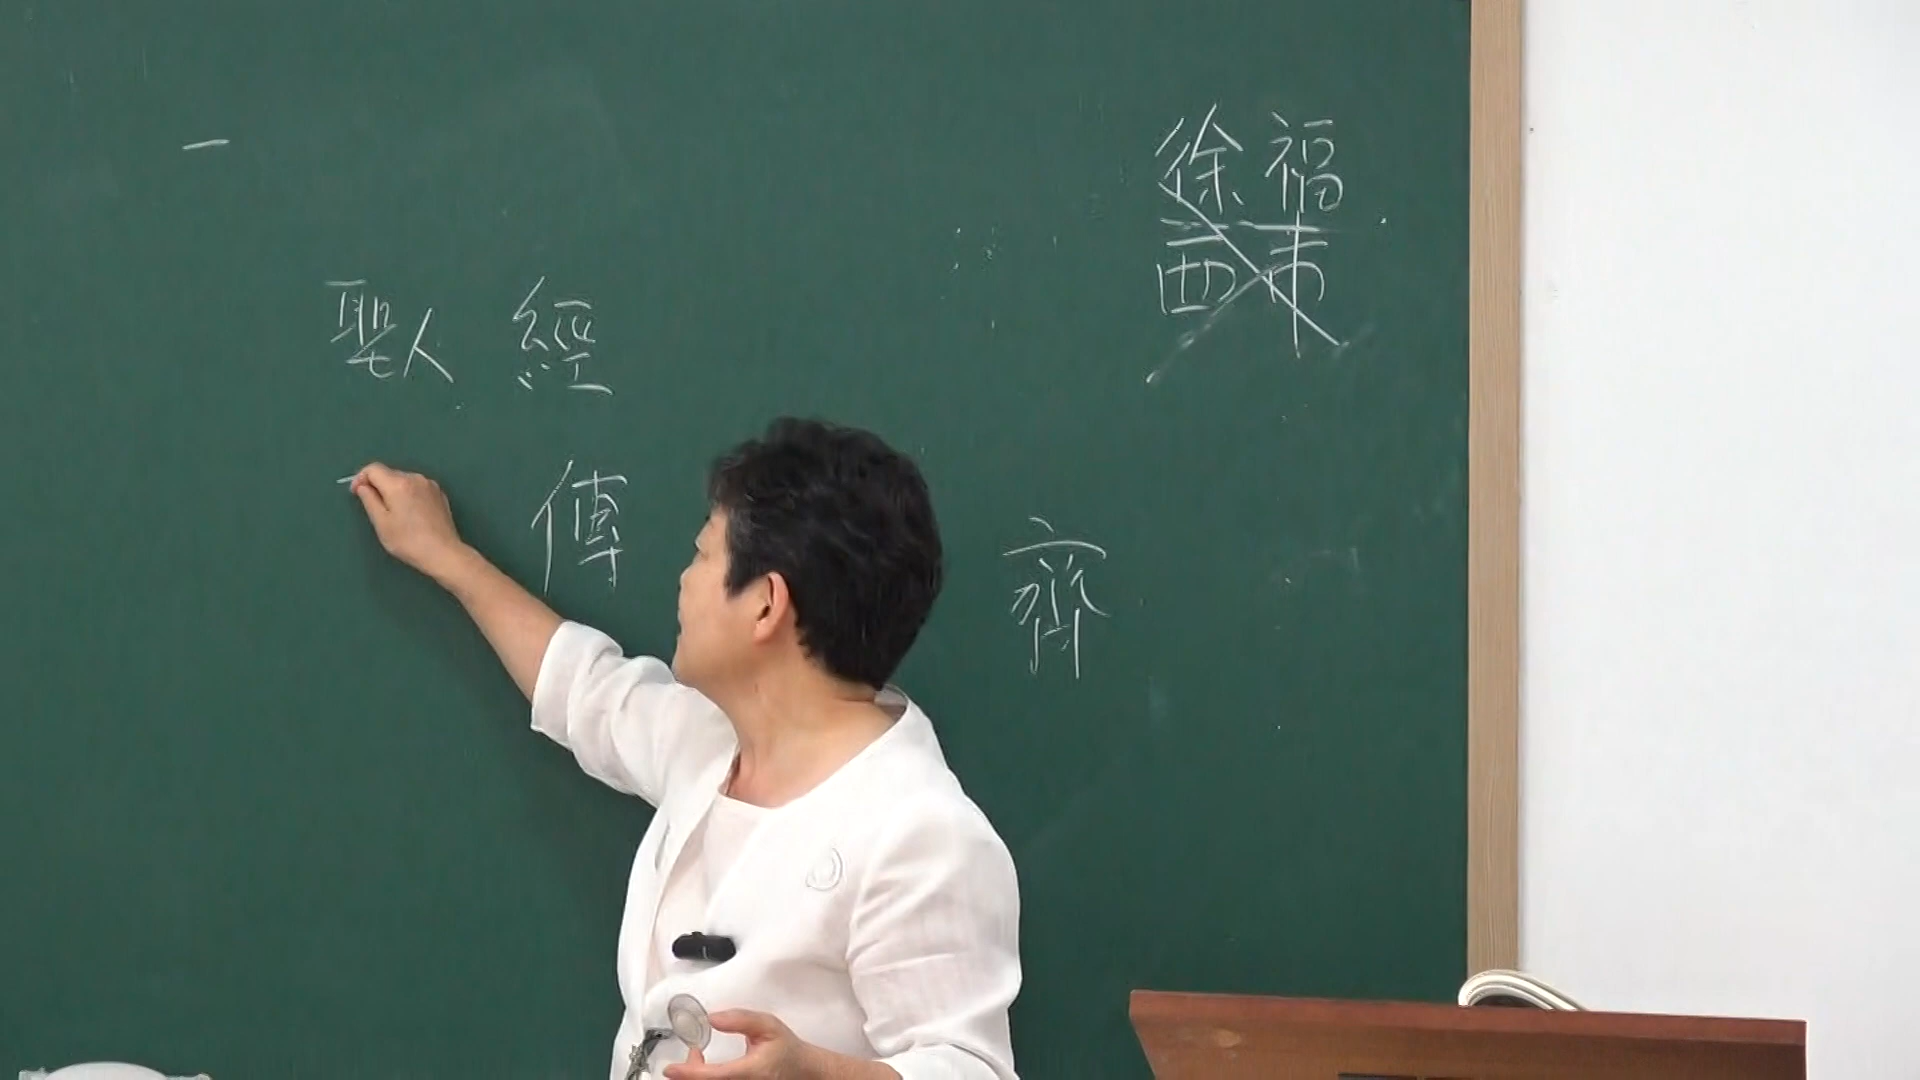 一
徐福
西市
聖人 經
傳
齊